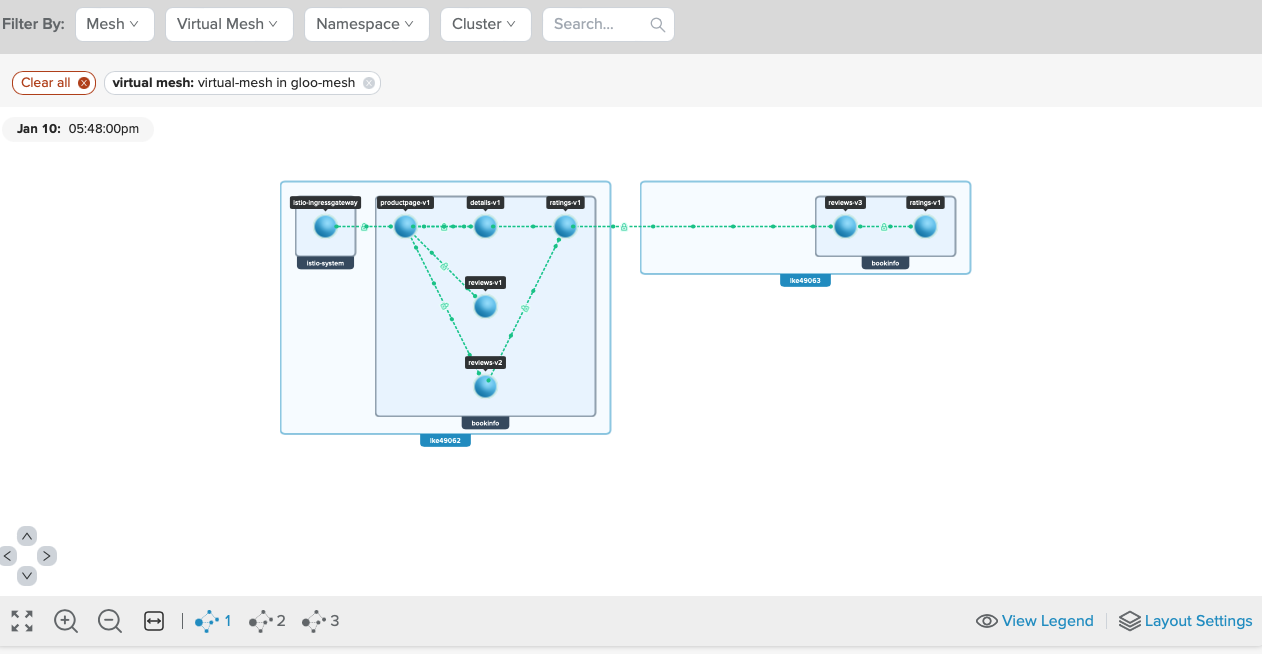 Filter By: Mesh Virtual Mesh Namespace Cluster Search...
Clear all virtual mesh: virtual-mesh in gloo-mesh
Jan 10: 05:48:00pm
istio-ingressgateway productpage-v1 details-v1 ratings-v1 reviews-v3 ratings-v1
istio-system bookinfo
lke49063
reviews-v1
reviews-v2
bookinfo
lke49062
1 2 3 View Legend Layout Settings